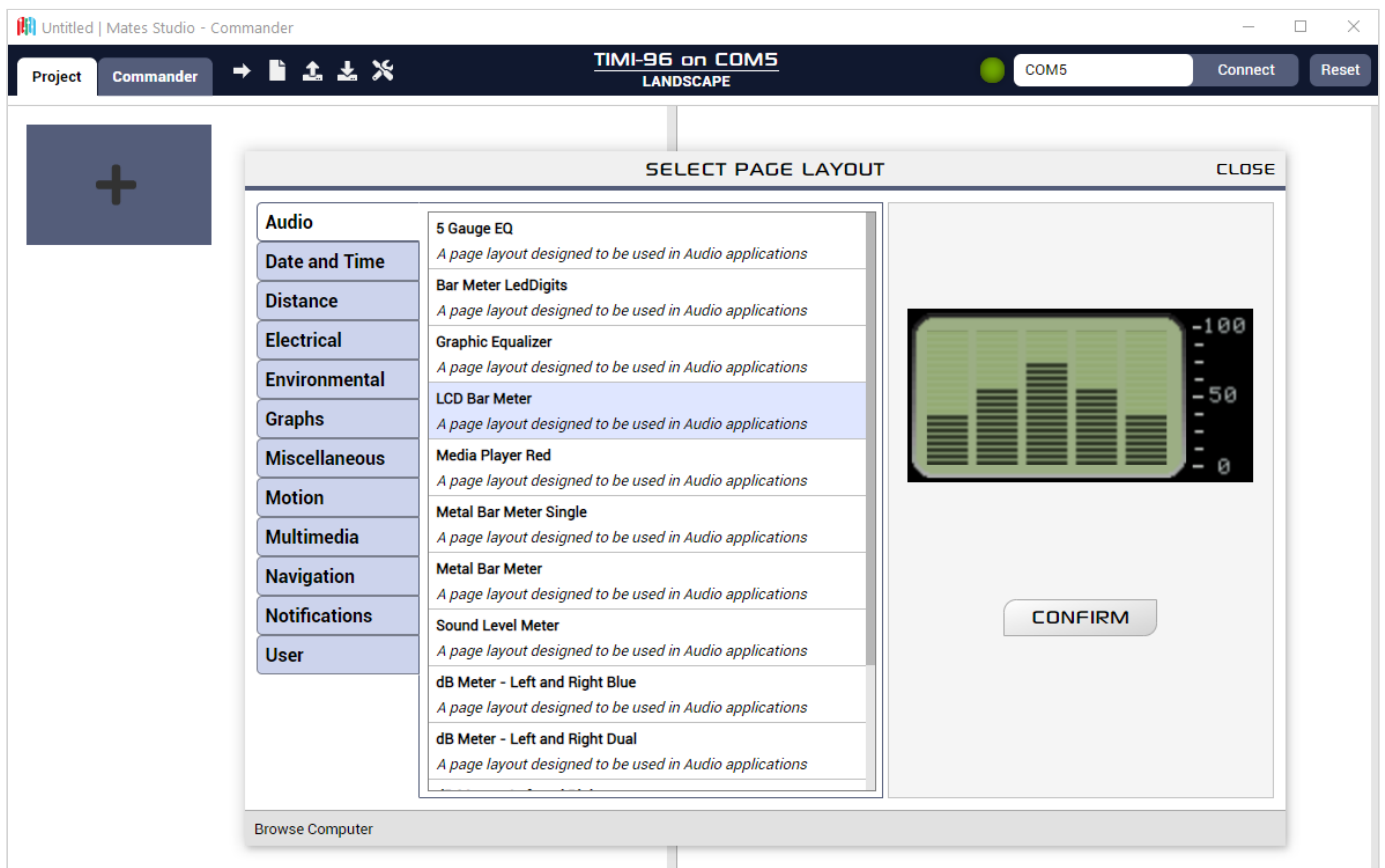 Untitled | Mates Studio - Commander
Project
Commander
TIMI-96 on COM5
LANDSCAPE
COM5
Connect
Reset
SELECT PAGE LAYOUT
CLOSE
Audio
Date and Time
Distance
Electrical
Environmental
Graphs
Miscellaneous
Motion
Multimedia
Navigation
Notifications
User
5 Gauge EQ
A page layout designed to be used in Audio applications
Bar Meter LedDigits
A page layout designed to be used in Audio applications
Graphic Equalizer
A page layout designed to be used in Audio applications
LCD Bar Meter
A page layout designed to be used in Audio applications
Media Player Red
A page layout designed to be used in Audio applications
Metal Bar Meter Single
A page layout designed to be used in Audio applications
Metal Bar Meter
A page layout designed to be used in Audio applications
Sound Level Meter
A page layout designed to be used in Audio applications
dB Meter - Left and Right Blue
A page layout designed to be used in Audio applications
dB Meter - Left and Right Dual
A page layout designed to be used in Audio applications
100
50
0
CONFIRM
Browse Computer